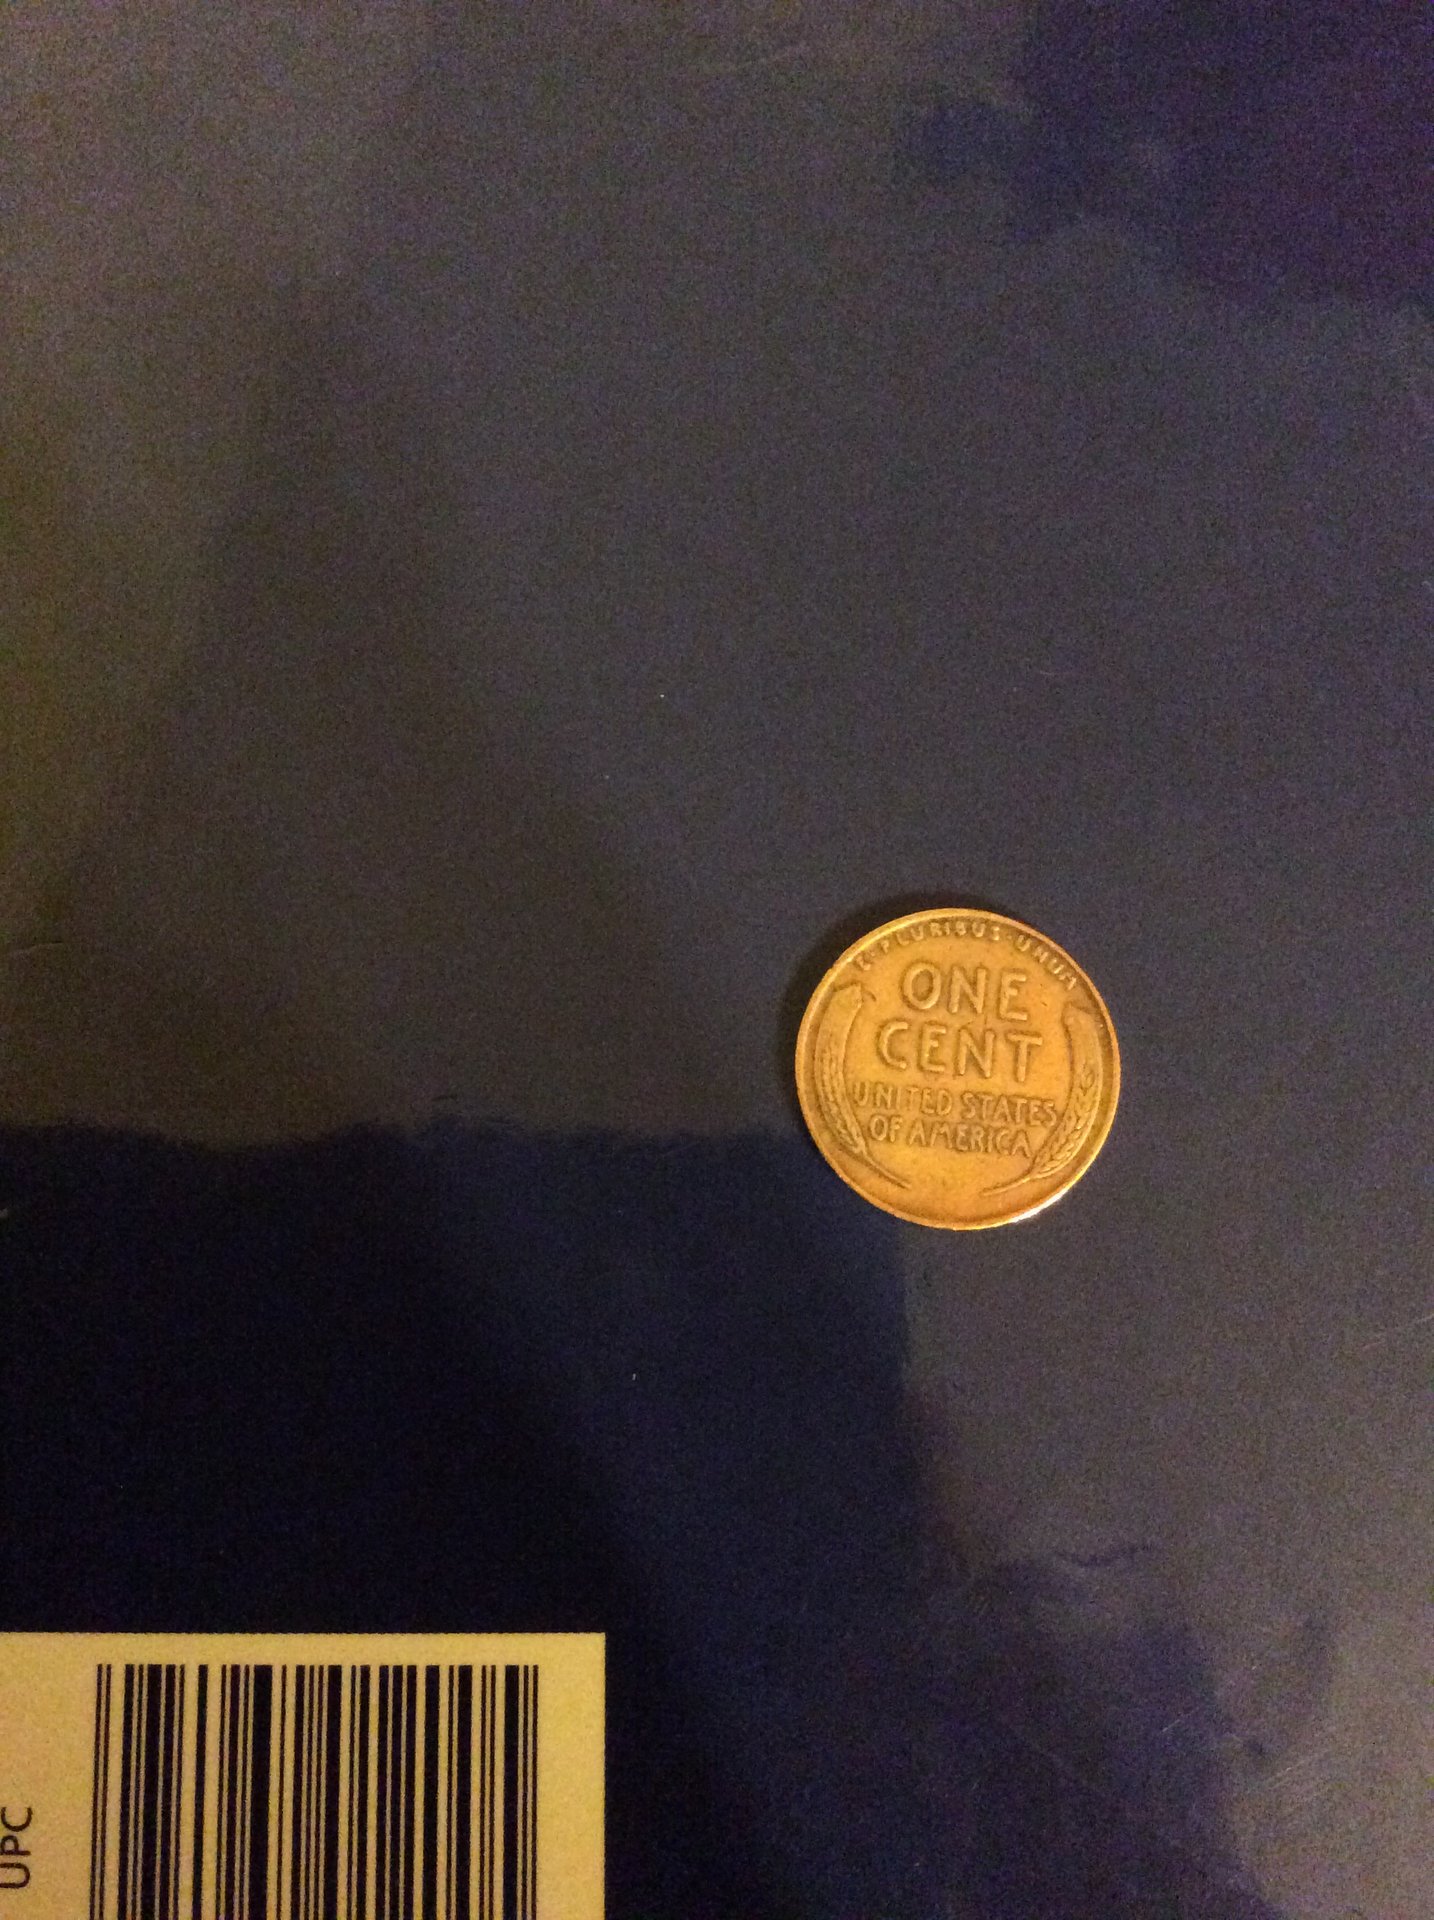 E·PLURIBUS·UNUM
ONE
CENT
UNITED STATES
OF AMERICA
UPC